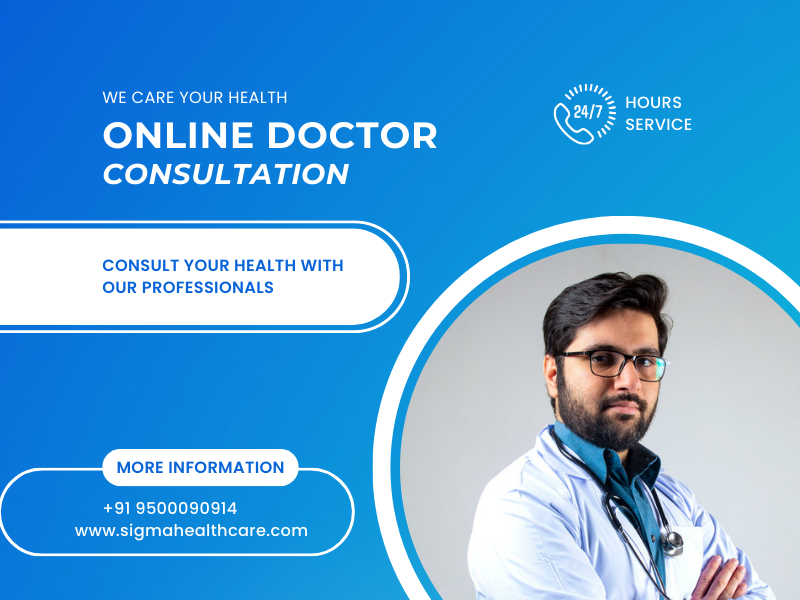 WE CARE YOUR HEALTH
ONLINE DOCTOR
CONSULTATION
24/7
HOURS
SERVICE
CONSULT YOUR HEALTH WITH
OUR PROFESSIONALS
MORE INFORMATION
+91 9500090914
www.sigmahealthcare.com